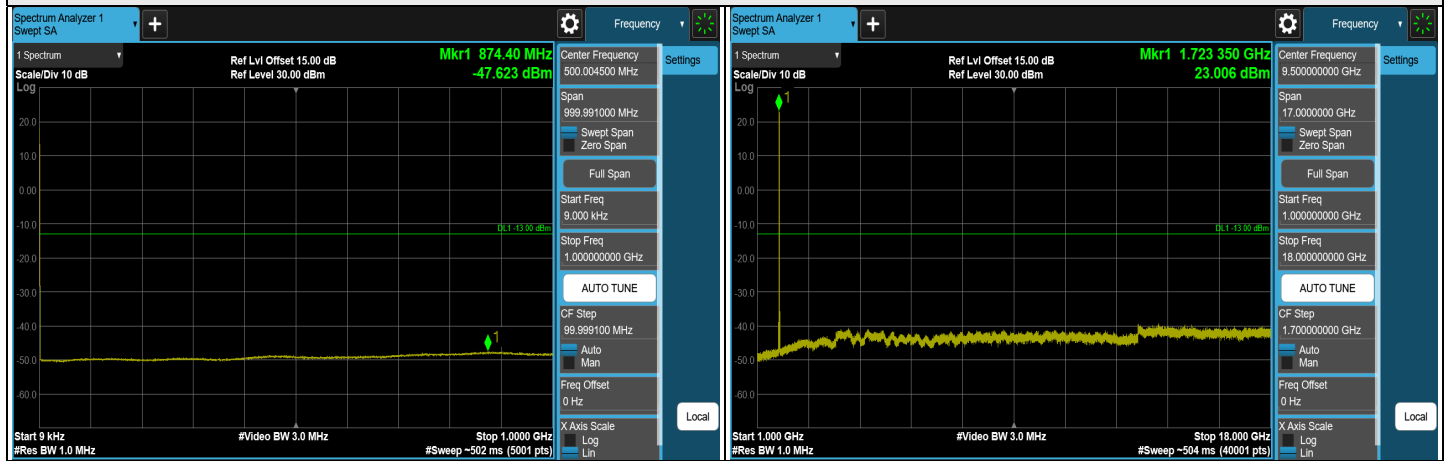 Spectrum Analyzer 1
Swept SA
+
Frequency
1 Spectrum
Ref Lvl Offset 15.00 dB
Mkr1 874.40 MHz
Scale/Div 10 dB
Ref Level 30.00 dBm
-47.623 dBm
Log
1
20.0
10.0
0.00
-10.0
DL1 -13.00 dBm
-20.0
-30.0
-40.0
-50.0
-60.0
Start 9 kHz
#Video BW 3.0 MHz
Stop 1.0000 GHz
#Res BW 1.0 MHz
#Sweep ~502 ms (5001 pts)
Center Frequency
500.004500 MHz
Settings
Span
999.991000 MHz
Swept Span
Zero Span
Full Span
Start Freq
9.000 kHz
Stop Freq
1.000000000 GHz
AUTO TUNE
CF Step
99.999100 MHz
Auto
Man
Freq Offset
0 Hz
Local
X Axis Scale
Log
Lin
Spectrum Analyzer 1
Swept SA
+
Frequency
1 Spectrum
Ref Lvl Offset 15.00 dB
Mkr1 1.723 350 GHz
Scale/Div 10 dB
Ref Level 30.00 dBm
23.006 dBm
Log
1
20.0
10.0
0.00
-10.0
DL1 -13.00 dBm
-20.0
-30.0
-40.0
-50.0
-60.0
Start 1.000 GHz
#Video BW 3.0 MHz
Stop 18.000 GHz
#Res BW 1.0 MHz
#Sweep ~504 ms (40001 pts)
Center Frequency
9.500000000 GHz
Settings
Span
17.0000000 GHz
Swept Span
Zero Span
Full Span
Start Freq
1.000000000 GHz
Stop Freq
18.000000000 GHz
AUTO TUNE
CF Step
1.700000000 GHz
Auto
Man
Freq Offset
0 Hz
Local
X Axis Scale
Log
Lin